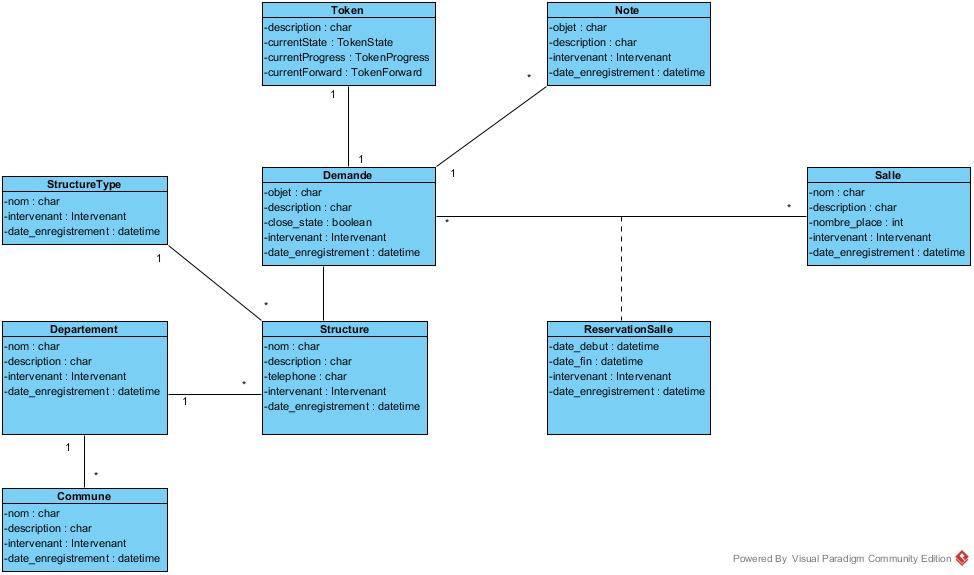 Token
-description : char
-currentState : TokenState
-currentProgress : TokenProgress
-currentForward : TokenForward
Note
-objet : char
-description : char
-intervenant : Intervenant
-date_enregistrement : datetime
1
*
1
1
StructureType
-nom : char
-intervenant : Intervenant
-date_enregistrement : datetime
Demande
-objet : char
-description : char
-close_state : boolean
-intervenant : Intervenant
-date_enregistrement : datetime
*
*
Salle
-nom : char
-description : char
-nombre_place : int
-intervenant : Intervenant
-date_enregistrement : datetime
1
*
Departement
-nom : char
-description : char
-intervenant : Intervenant
-date_enregistrement : datetime
1
*
Structure
-nom : char
-description : char
-telephone : char
-intervenant : Intervenant
-date_enregistrement : datetime
ReservationSalle
-date_debut : datetime
-date_fin : datetime
-intervenant : Intervenant
-date_enregistrement : datetime
1
*
Commune
-nom : char
-description : char
-intervenant : Intervenant
-date_enregistrement : datetime
Powered By Visual Paradigm Community Edition